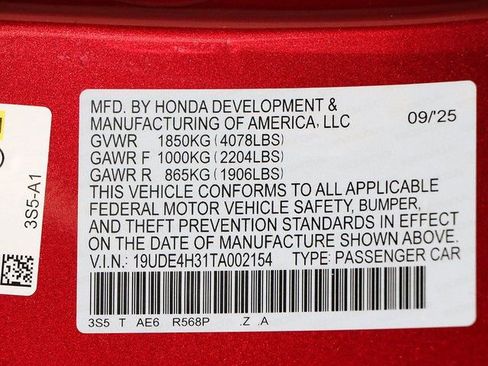 MFD. BY HONDA DEVELOPMENT &
MANUFACTURING OF AMERICA, LLC
09/'25
GVWR 1850KG (4078LBS)
GAWR F 1000KG (2204LBS)
GAWR R 865KG (1906LBS)
THIS VEHICLE CONFORMS TO ALL APPLICABLE
FEDERAL MOTOR VEHICLE SAFETY, BUMPER,
AND THEFT PREVENTION STANDARDS IN EFFECT
ON THE DATE OF MANUFACTURE SHOWN ABOVE.
V.I.N.: 19UDE4H31TA002154 TYPE: PASSENGER CAR
3S5 T AE6 R568P .Z .A
3S5-A1